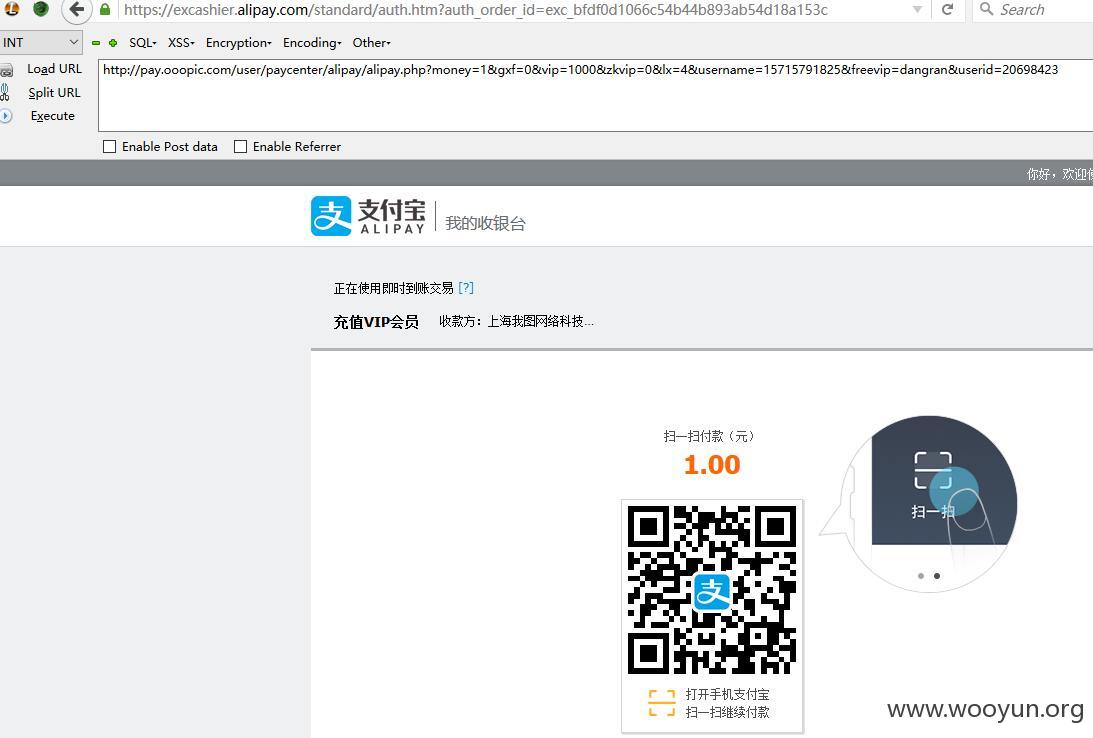 https://excashier.alipay.com/standard/auth.htm?auth_order_id=exc_bfdf0d1066c54b44b893ab54d18a153c
Search
INT
SQL
XSS
Encryption
Encoding
Other
Load URL
Split URL
Execute
http://pay.ooopic.com/user/paycenter/alipay/alipay.php?money=1&gxf=0&vip=1000&zkvip=0&lx=4&username=15715791825&freevip=dangran&userid=20698423
Enable Post data
Enable Referrer
你好，欢迎
支付宝
ALIPAY
我的收银台
正在使用即时到账交易 [?]
充值VIP会员 收款方：上海我图网络科技...
扫一扫付款（元）
1.00
支
扫一扫
打开手机支付宝
扫一扫继续付款
www.wooyun.org